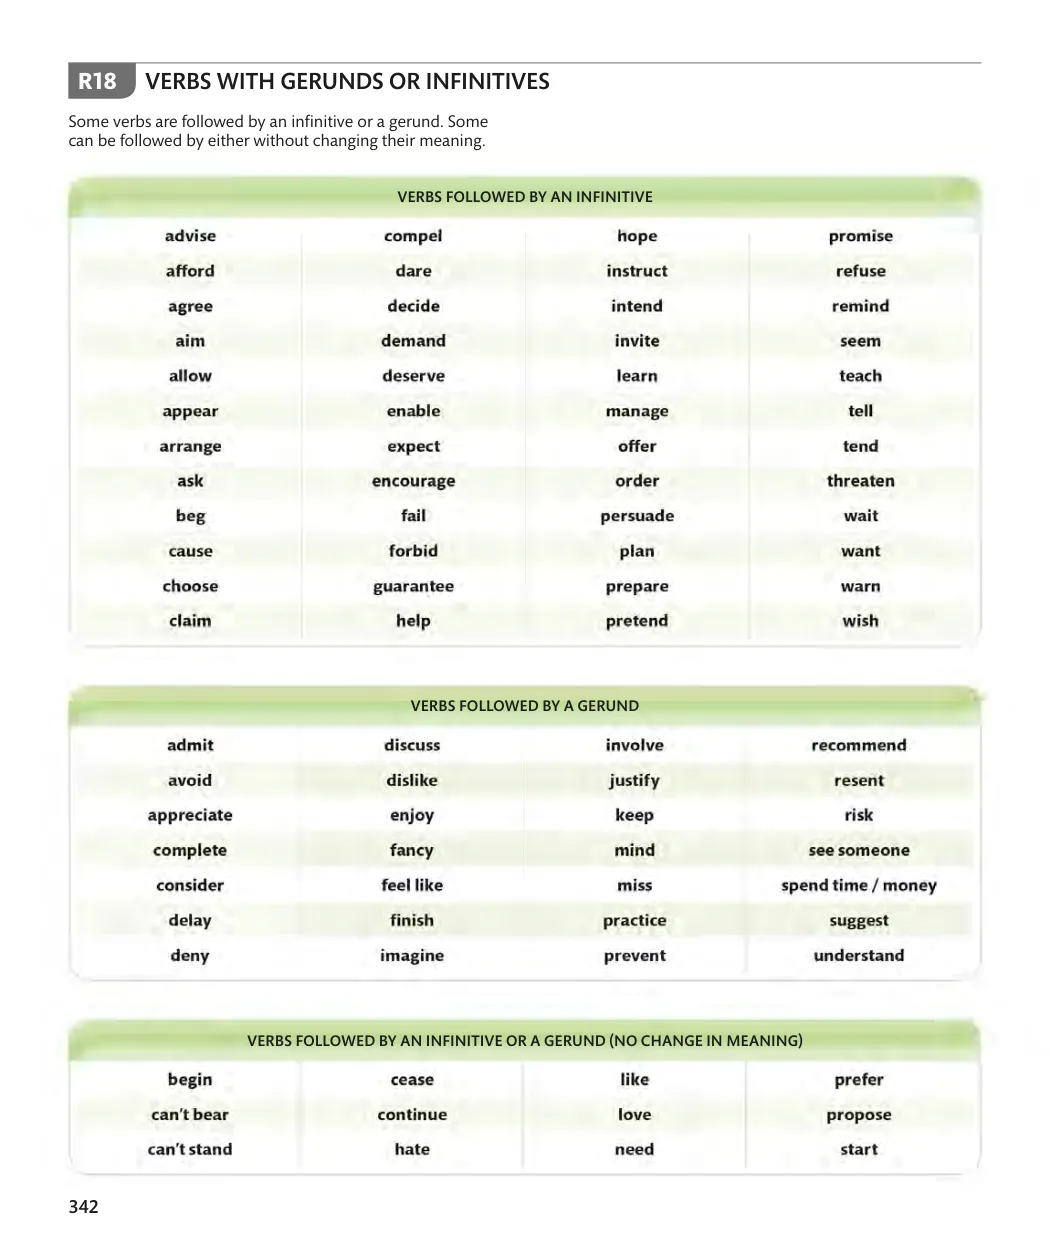 R18 VERBS WITH GERUNDS OR INFINITIVES
Some verbs are followed by an infinitive or a gerund. Some
can be followed by either without changing their meaning.
VERBS FOLLOWED BY AN INFINITIVE
advise compel hope promise
afford dare instruct refuse
agree decide intend remind
aim demand invite seem
allow deserve learn teach
appear enable manage tell
arrange expect offer tend
ask encourage order threaten
beg fail persuade wait
cause forbid plan want
choose guarantee prepare warn
claim help pretend wish
VERBS FOLLOWED BY A GERUND
admit discuss involve recommend
avoid dislike justify resent
appreciate enjoy keep risk
complete fancy mind see someone
consider feel like miss spend time / money
delay finish practice suggest
deny imagine prevent understand
VERBS FOLLOWED BY AN INFINITIVE OR A GERUND (NO CHANGE IN MEANING)
begin cease like prefer
can't bear continue love propose
can't stand hate need start
342